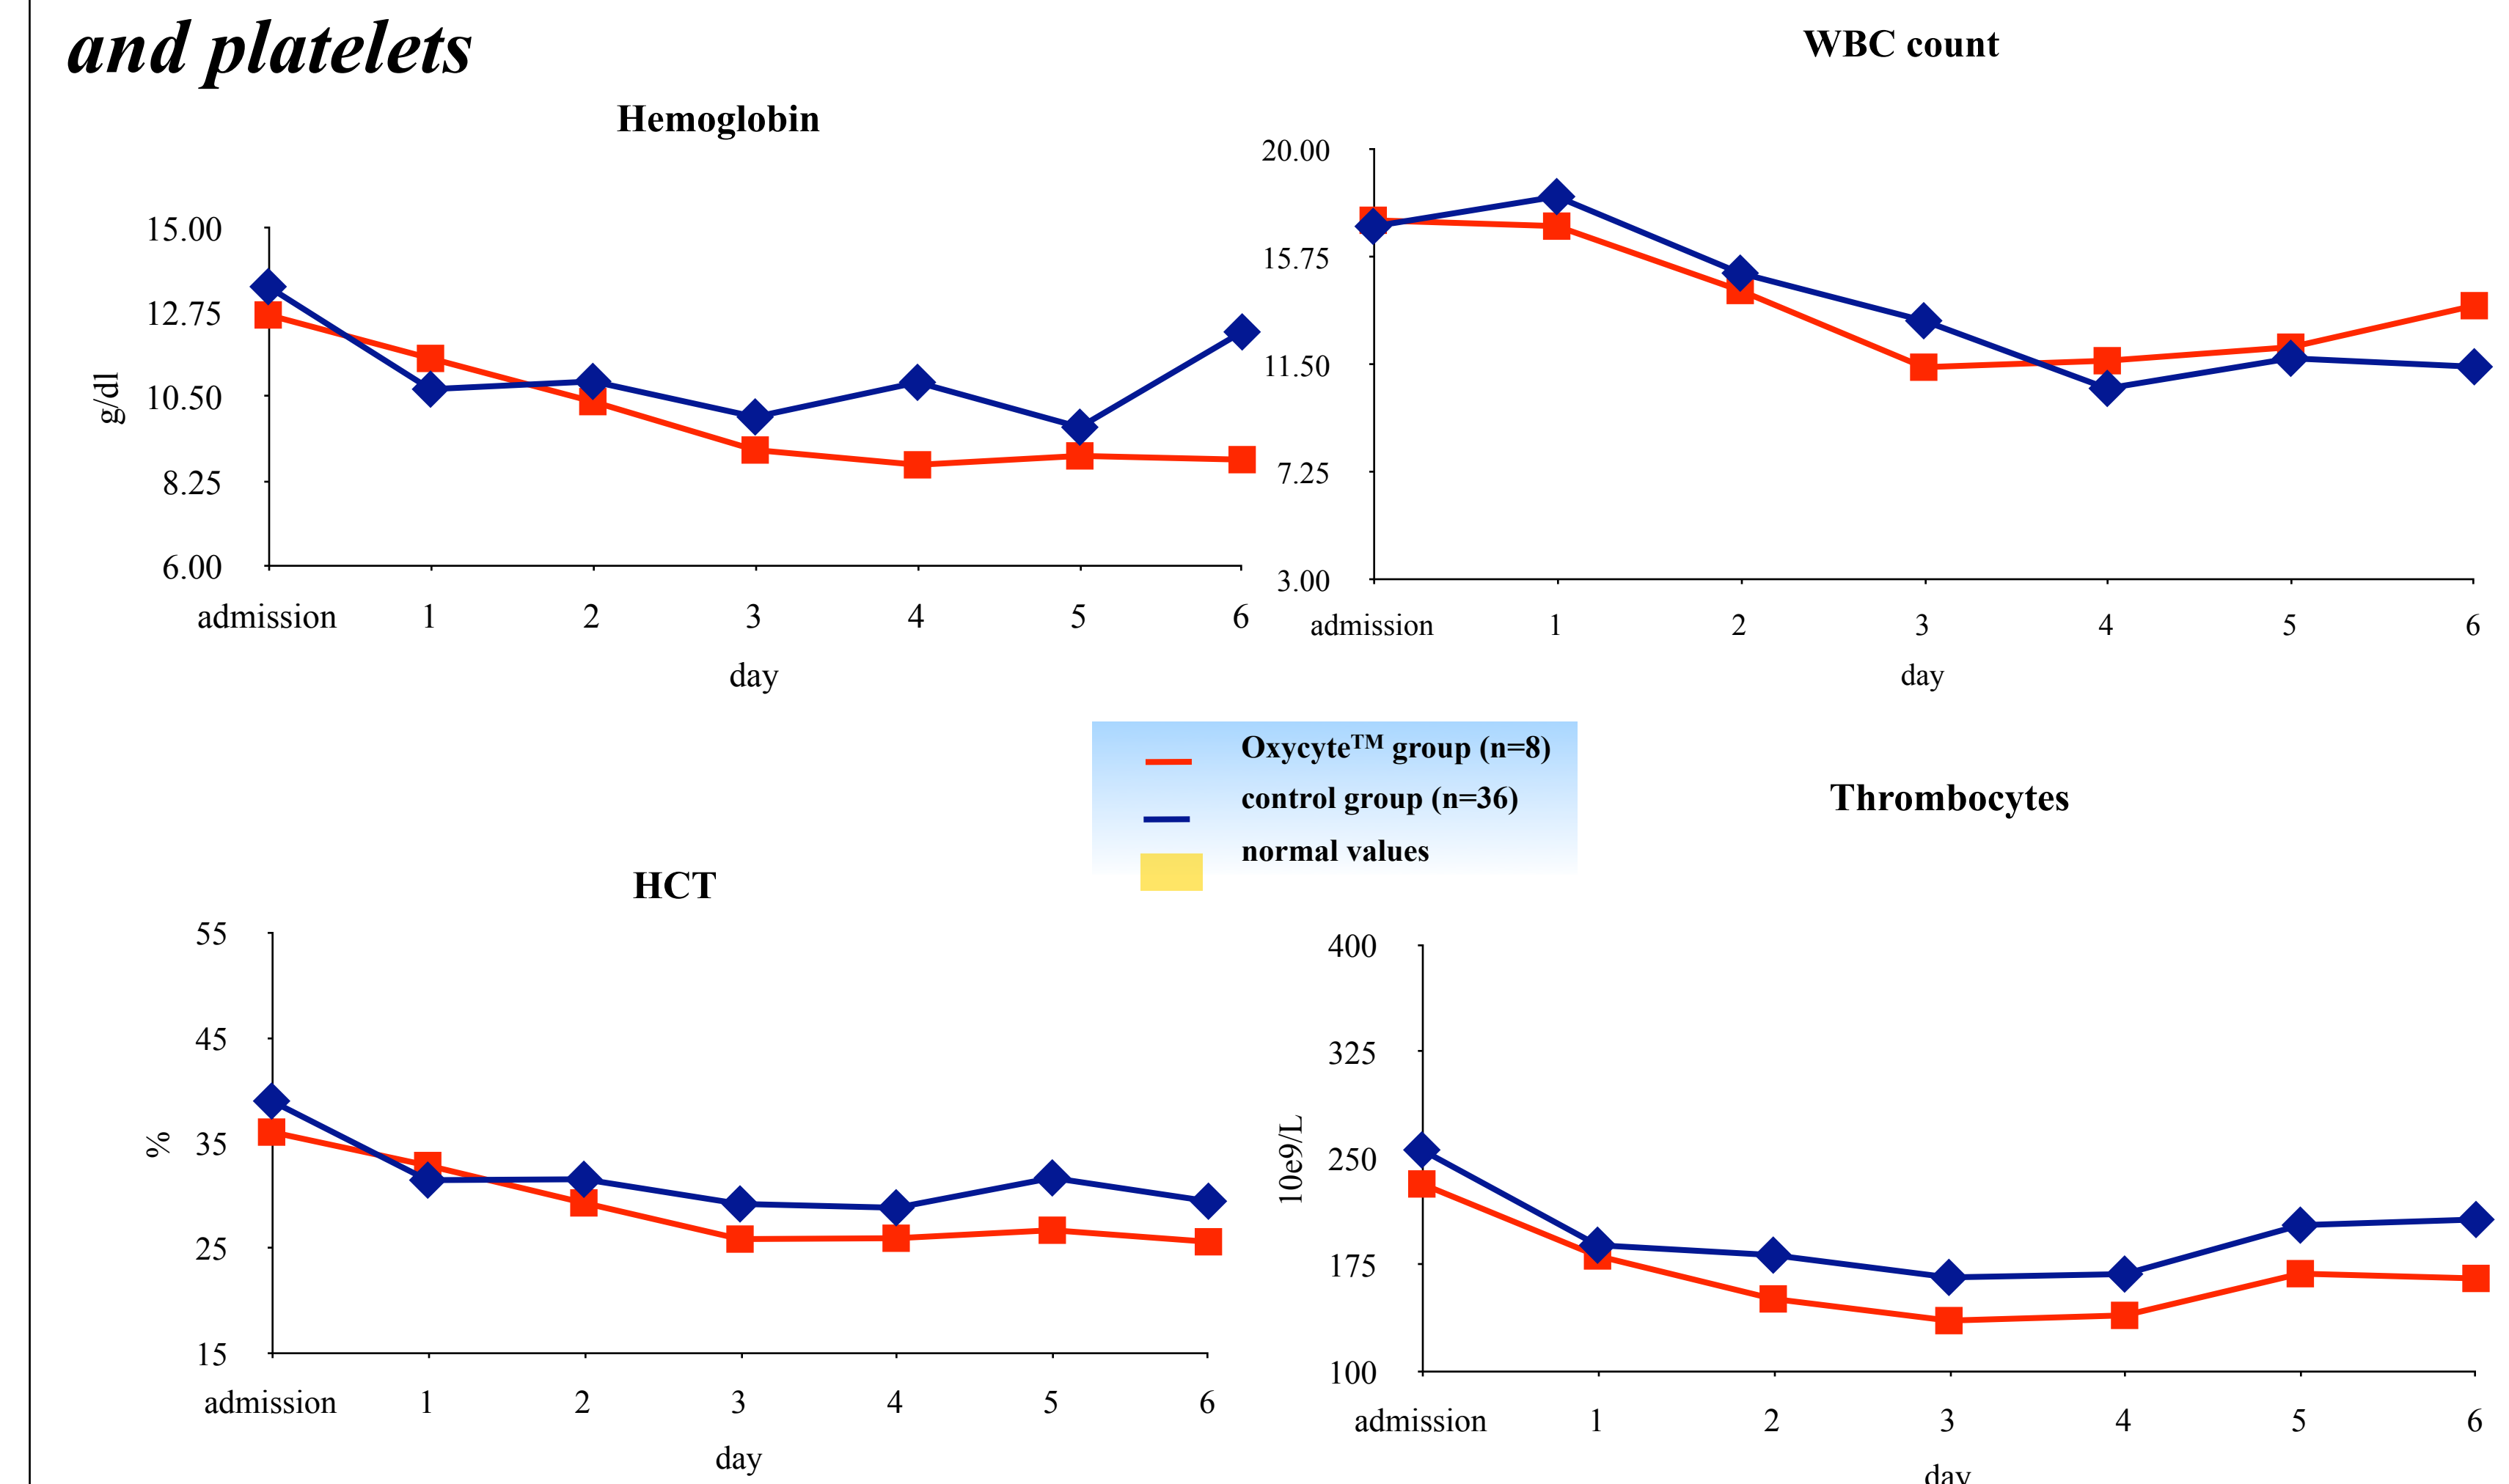 and platelets
Hemoglobin
15.00
12.75
10.50
8.25
6.00
g/dl
admission 1 2 3 4 5 6
day
WBC count
20.00
15.75
11.50
7.25
3.00
admission 1 2 3 4 5 6
day
Oxycyte™ group (n=8)
control group (n=36)
normal values
HCT
55
45
35
25
15
%
admission 1 2 3 4 5 6
day
Thrombocytes
400
325
250
175
100
10e9/L
admission 1 2 3 4 5 6
day